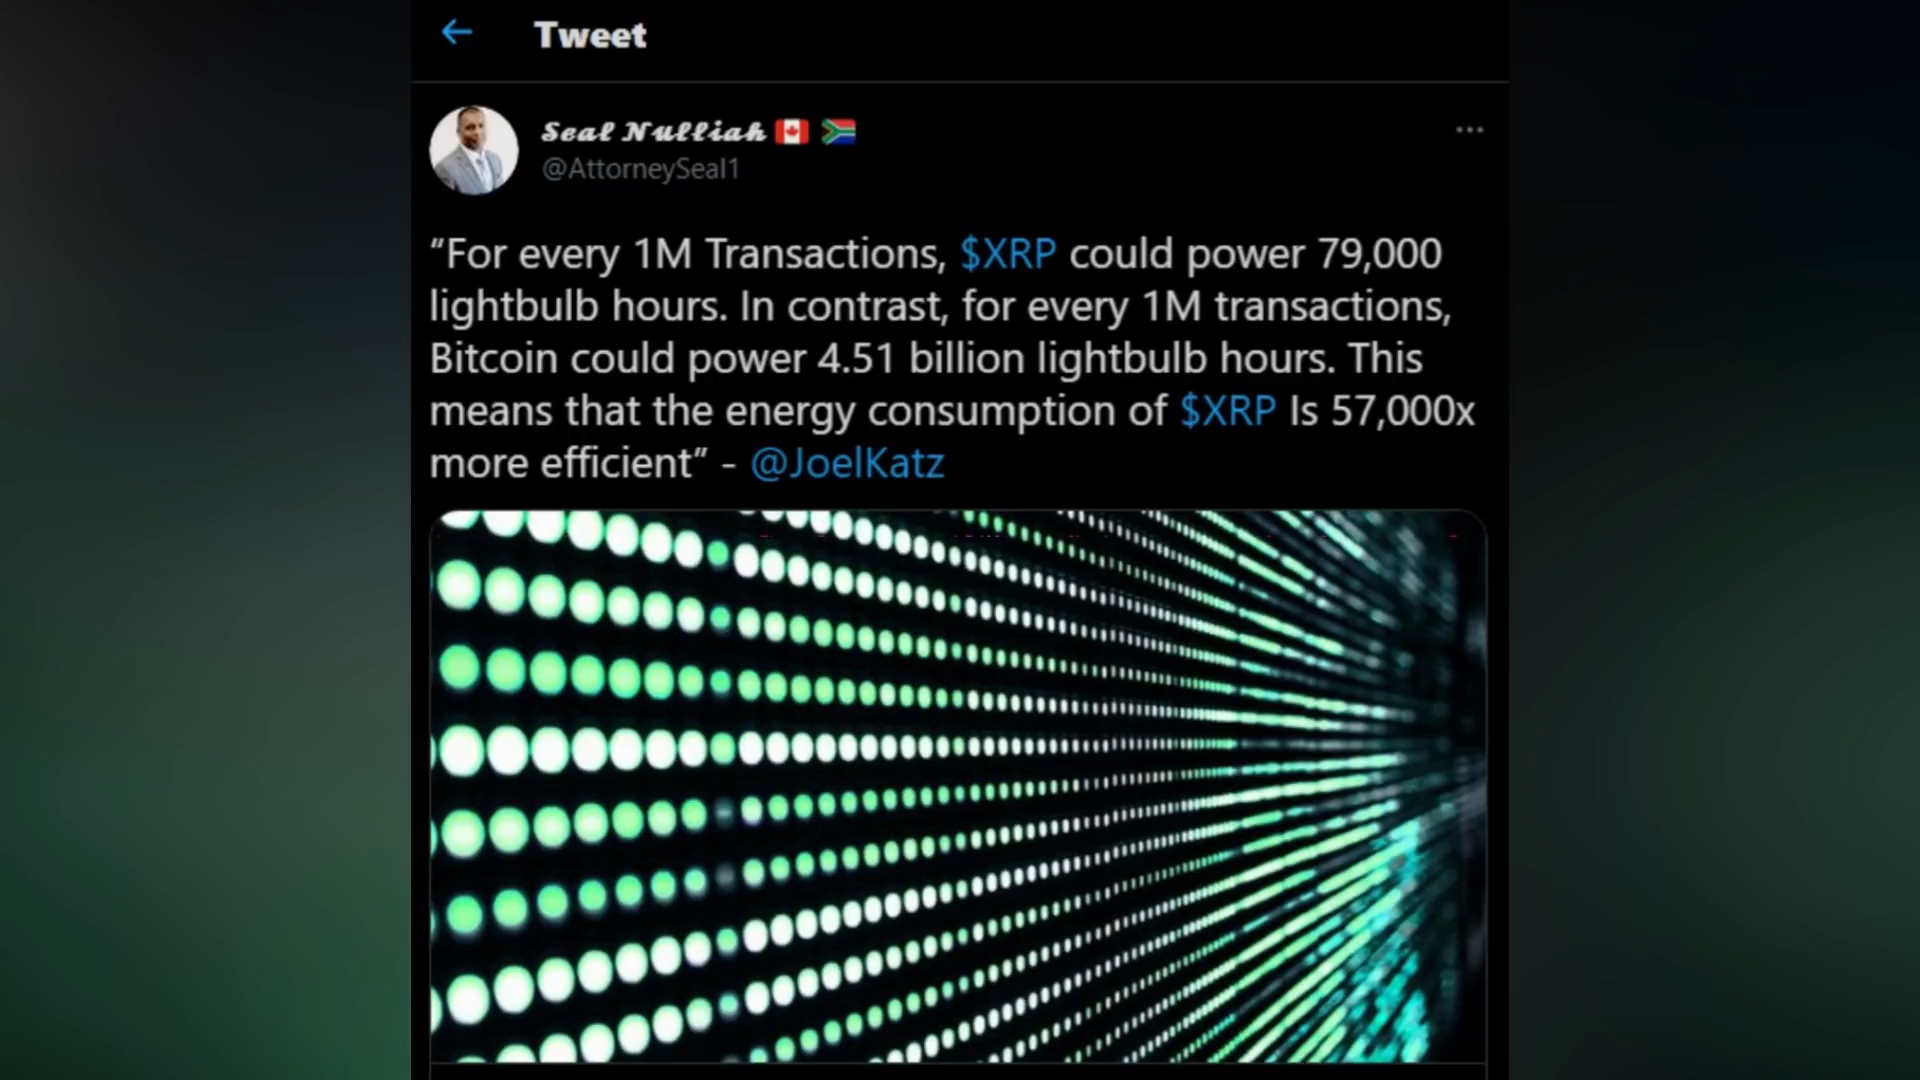 Tweet
Seal Nulliah
@AttorneySeal1
“For every 1M Transactions, $XRP could power 79,000
lightbulb hours. In contrast, for every 1M transactions,
Bitcoin could power 4.51 billion lightbulb hours. This
means that the energy consumption of $XRP Is 57,000x
more efficient” - @JoelKatz